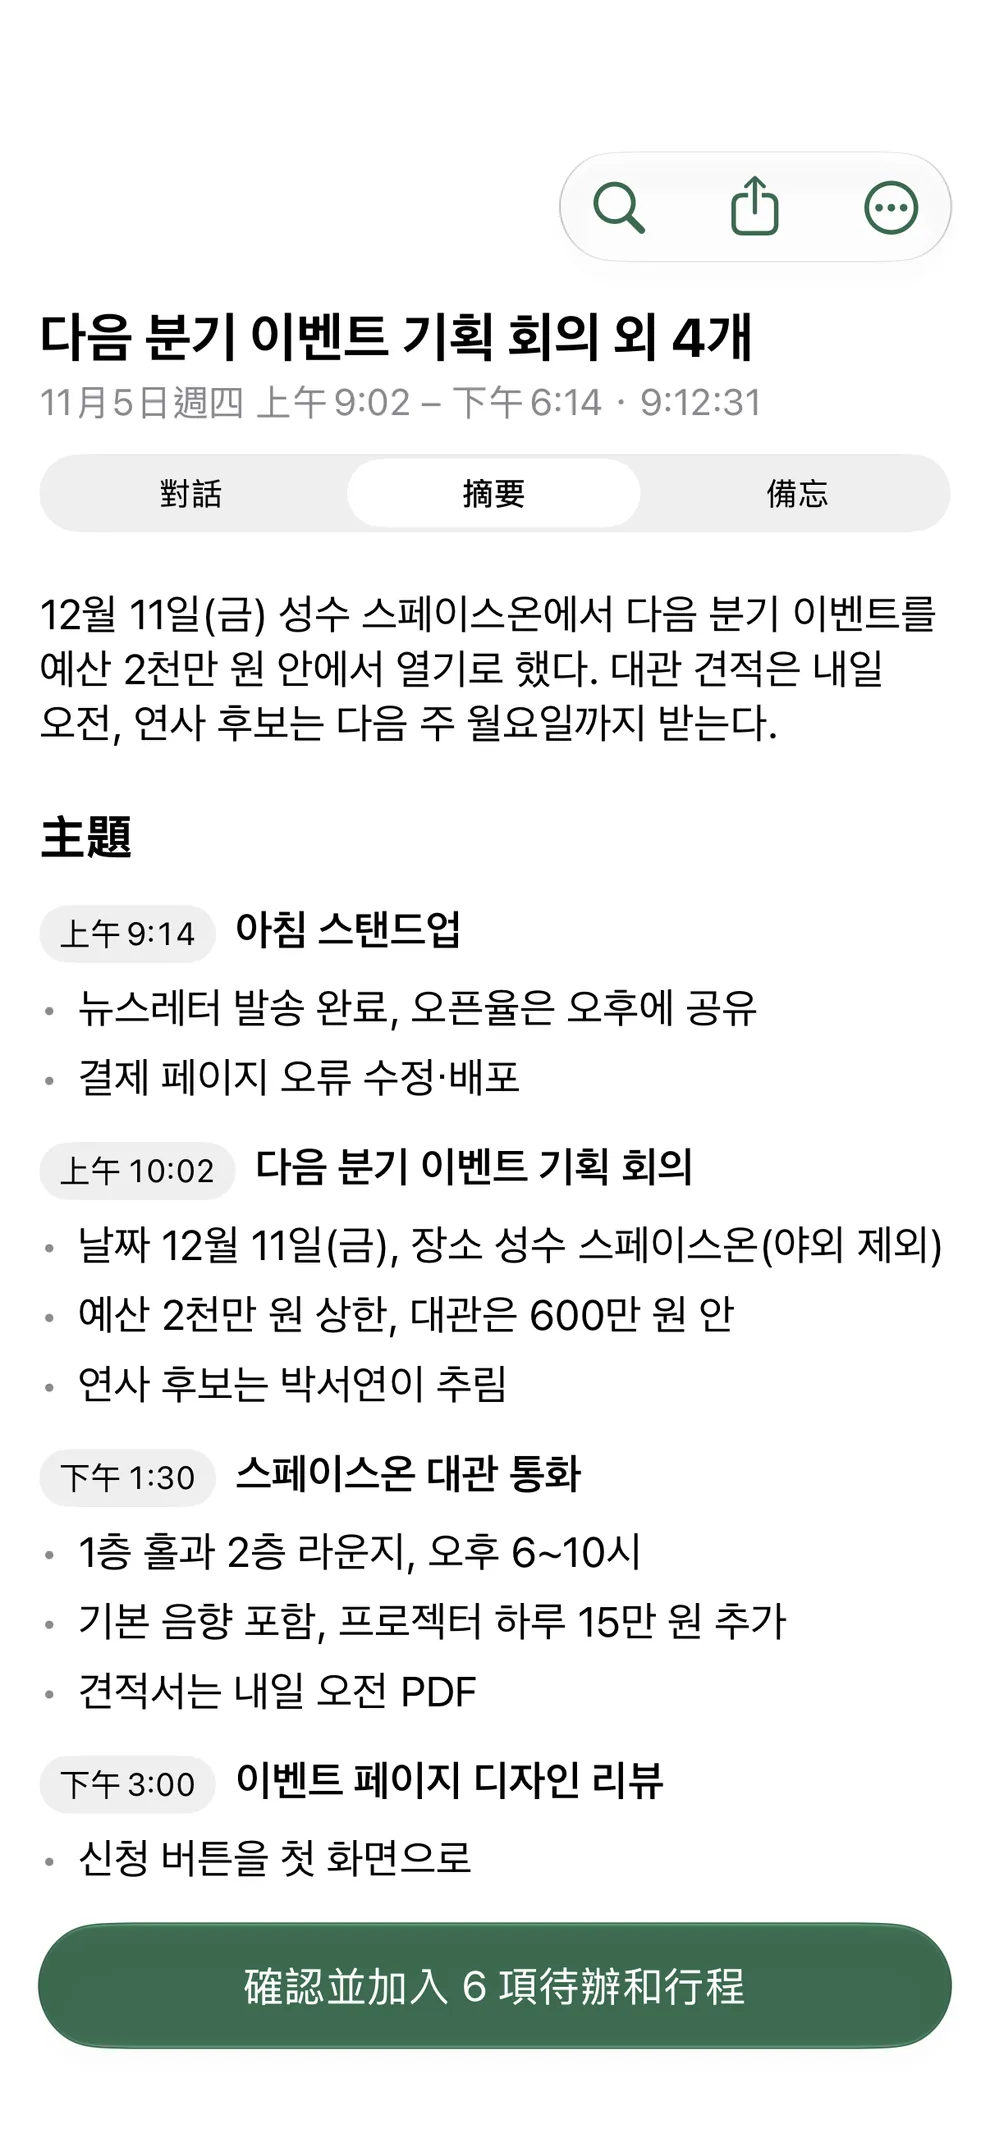 다음 분기 이벤트 기획 회의 외 4개
11月5日週四 上午9:02 – 下午6:14 · 9:12:31
對話
摘要
備忘
12월 11일(금) 성수 스페이스온에서 다음 분기 이벤트를
예산 2천만 원 안에서 열기로 했다. 대관 견적은 내일
오전, 연사 후보는 다음 주 월요일까지 받는다.
主題
上午9:14 아침 스탠드업
• 뉴스레터 발송 완료, 오픈율은 오후에 공유
• 결제 페이지 오류 수정·배포
上午10:02 다음 분기 이벤트 기획 회의
• 날짜 12월 11일(금), 장소 성수 스페이스온(야외 제외)
• 예산 2천만 원 상한, 대관은 600만 원 안
• 연사 후보는 박서연이 추림
下午1:30 스페이스온 대관 통화
• 1층 홀과 2층 라운지, 오후 6~10시
• 기본 음향 포함, 프로젝터 하루 15만 원 추가
• 견적서는 내일 오전 PDF
下午3:00 이벤트 페이지 디자인 리뷰
• 신청 버튼을 첫 화면으로
確認並加入 6 項待辦和行程